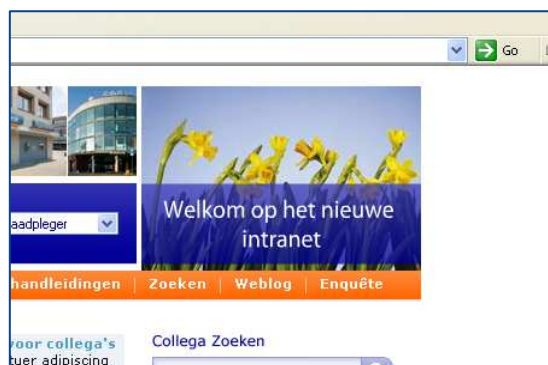 Go
Welkom op het nieuwe
intranet
aadpleger
handleidingen | Zoeken | Weblog | Enquête
voor collega's
tuer adipiscing
Collega Zoeken